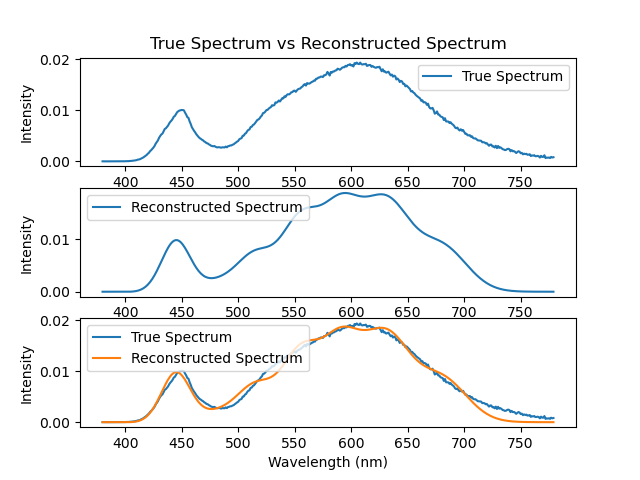 True Spectrum vs Reconstructed Spectrum
0.02
0.01
0.00
Intensity
True Spectrum
400 450 500 550 600 650 700 750
0.01
0.00
Intensity
Reconstructed Spectrum
400 450 500 550 600 650 700 750
0.02
0.01
0.00
Intensity
True Spectrum
Reconstructed Spectrum
400 450 500 550 600 650 700 750
Wavelength (nm)